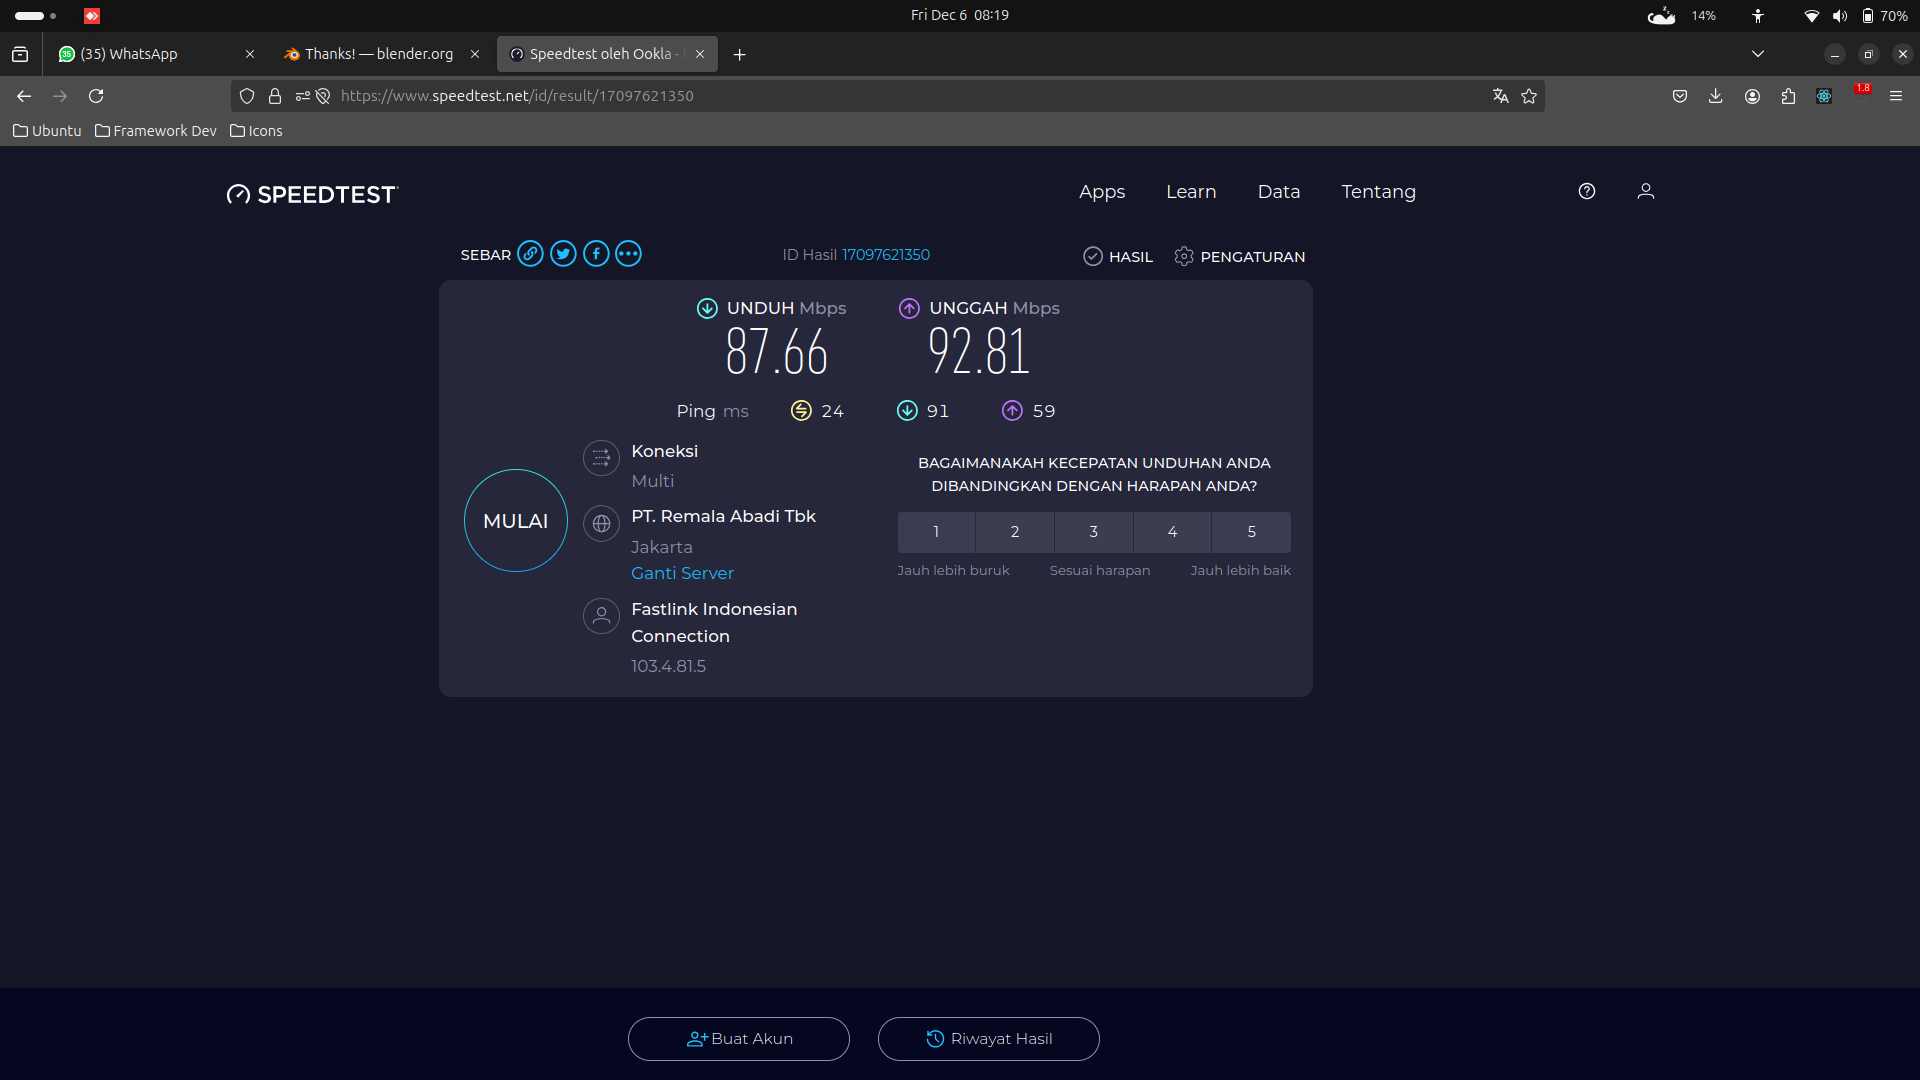 Fri Dec 6 08:19
14%
70%
(35) WhatsApp
Thanks! — blender.org
Speedtest oleh Ookla -
https://www.speedtest.net/id/result/17097621350
1.8
Ubuntu
Framework Dev
Icons
SPEEDTEST
Apps
Learn
Data
Tentang
SEBAR
ID Hasil 17097621350
HASIL
PENGATURAN
UNDUH Mbps
87.66
UNGGAH Mbps
92.81
Ping ms
24
91
59
MULAI
Koneksi
Multi
PT. Remala Abadi Tbk
Jakarta
Ganti Server
Fastlink Indonesian
Connection
103.4.81.5
BAGAIMANAKAH KECEPATAN UNDUHAN ANDA
DIBANDINGKAN DENGAN HARAPAN ANDA?
1
2
3
4
5
Jauh lebih buruk
Sesuai harapan
Jauh lebih baik
Buat Akun
Riwayat Hasil